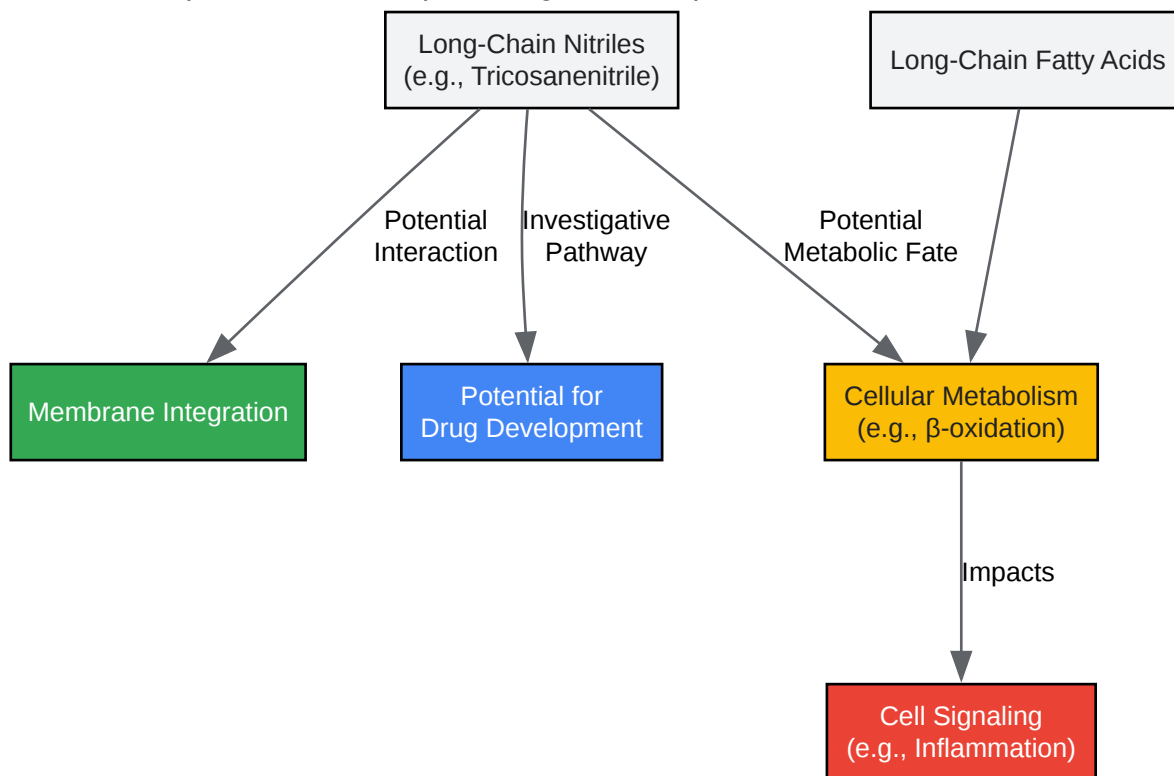 Long-Chain Nitriles
(e.g., Tricosanenitrile)
Long-Chain Fatty Acids
Potential
Interaction
Investigative
Pathway
Potential
Metabolic Fate
Membrane Integration
Potential for
Drug Development
Cellular Metabolism
(e.g., β-oxidation)
Impacts
Cell Signaling
(e.g., Inflammation)